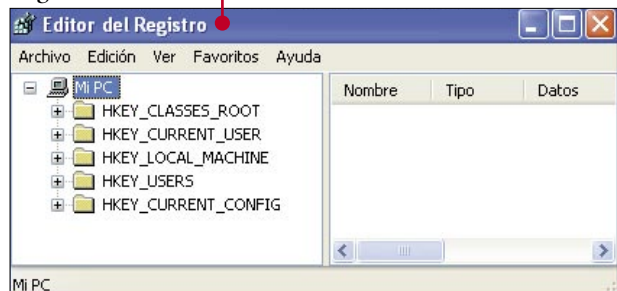 Editor del Registro
Archivo Edición Ver Favoritos Ayuda
Mi PC
HKEY_CLASSES_ROOT
HKEY_CURRENT_USER
HKEY_LOCAL_MACHINE
HKEY_USERS
HKEY_CURRENT_CONFIG
Nombre Tipo Datos
Mi PC